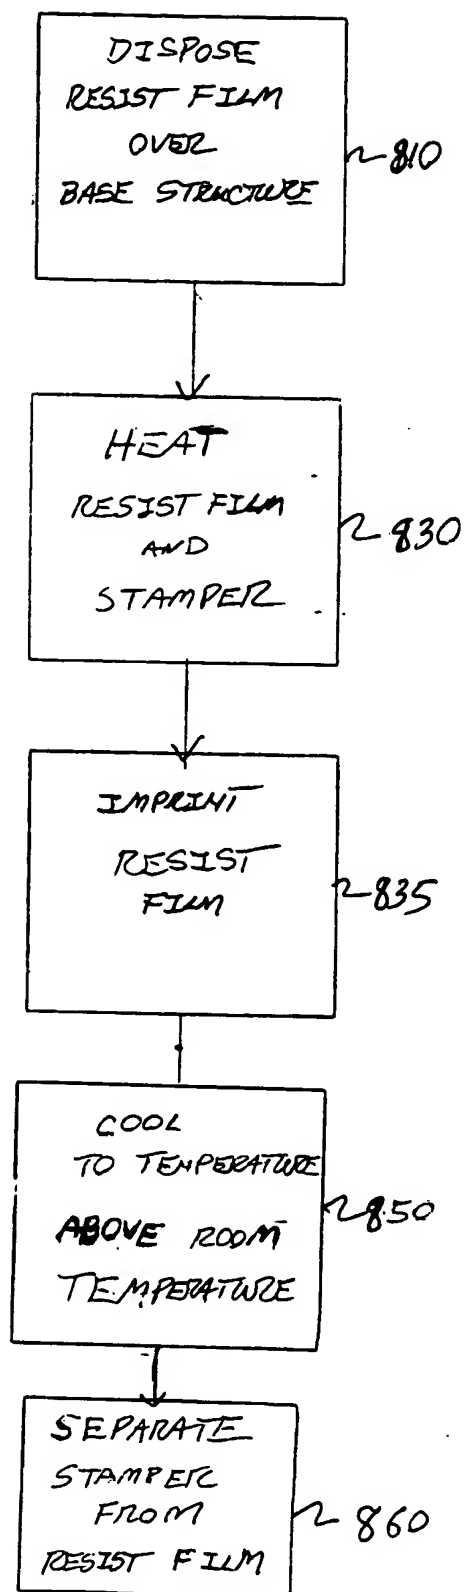 DISPOSE
RESIST FILM
OVER
BASE STRUCTURE
810
HEAT
RESIST FILM
AND
STAMPER
830
IMPRINT
RESIST
FILM
835
COOL
TO TEMPERATURE
ABOVE ROOM
TEMPERATURE
850
SEPARATE
STAMPER
FROM
RESIST FILM
860